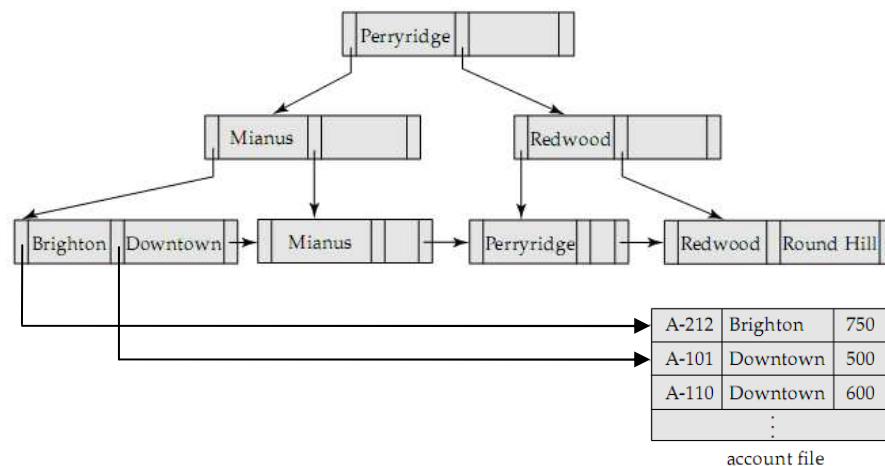 Perryridge
Mianus
Redwood
Brighton Downtown
Mianus
Perryridge
Redwood Round Hill
A-212 Brighton 750
A-101 Downtown 500
A-110 Downtown 600
⋮
account file